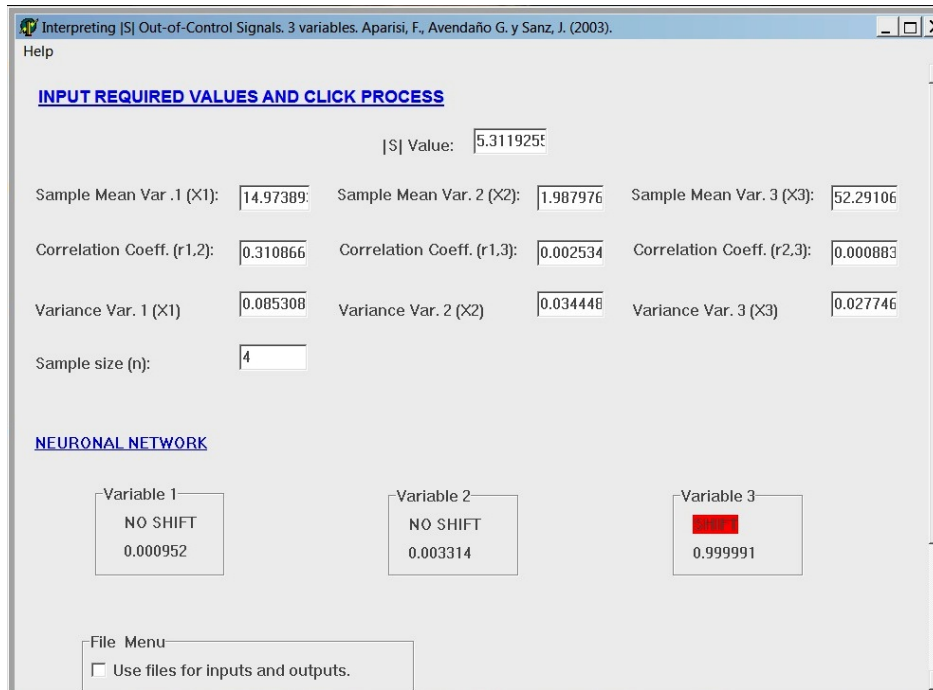 Interpreting |S| Out-of-Control Signals. 3 variables. Aparisi, F., Avendaño G. y Sanz, J. (2003).
Help
INPUT REQUIRED VALUES AND CLICK PROCESS
|S| Value: 5.3119255
Sample Mean Var .1 (X1): 14.97389 Sample Mean Var. 2 (X2): 1.987976 Sample Mean Var. 3 (X3): 52.29106
Correlation Coeff. (r1,2): 0.310866 Correlation Coeff. (r1,3): 0.002534 Correlation Coeff. (r2,3): 0.000883
Variance Var. 1 (X1) 0.085308 Variance Var. 2 (X2) 0.034448 Variance Var. 3 (X3) 0.027746
Sample size (n): 4
NEURONAL NETWORK
Variable 1 Variable 2 Variable 3
NO SHIFT NO SHIFT SHIFT
0.000952 0.003314 0.999991
File Menu
Use files for inputs and outputs.